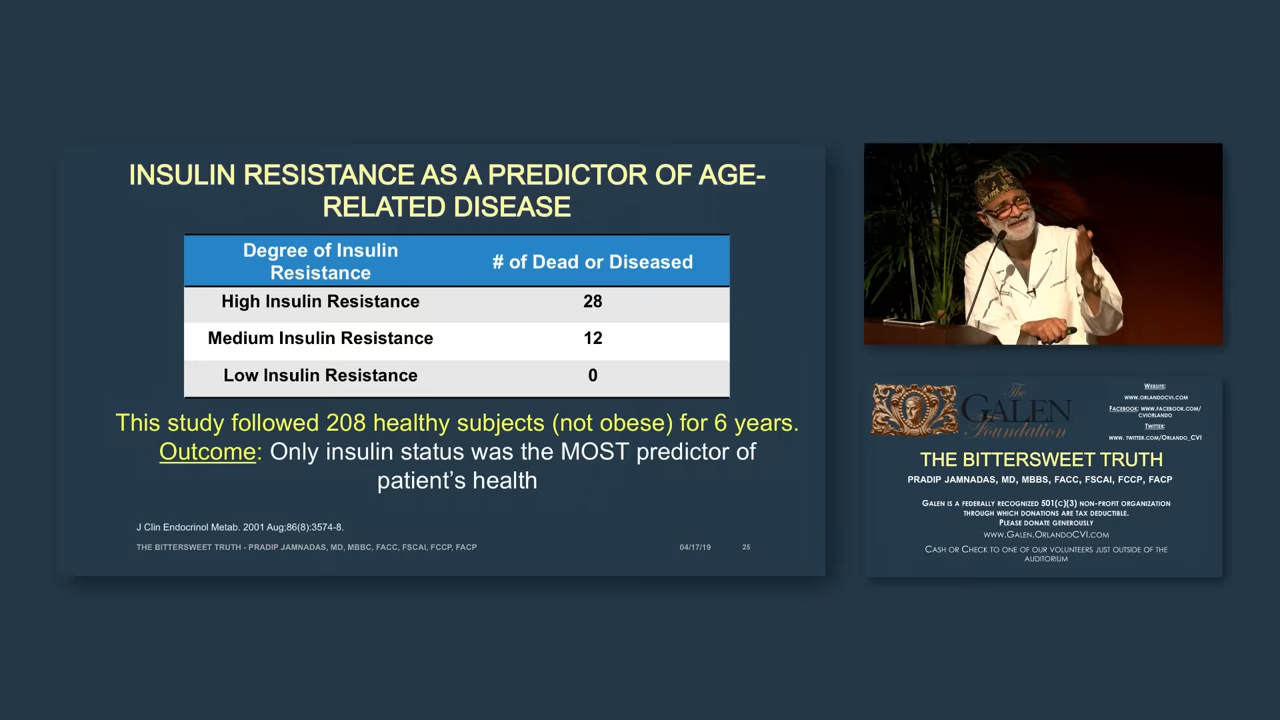 INSULIN RESISTANCE AS A PREDICTOR OF AGE-
RELATED DISEASE
Degree of Insulin
Resistance
# of Dead or Diseased
High Insulin Resistance
28
Medium Insulin Resistance
12
Low Insulin Resistance
0
This study followed 208 healthy subjects (not obese) for 6 years.
Outcome: Only insulin status was the MOST predictor of
patient's health
J Clin Endocrinol Metab. 2001 Aug;86(8):3574-8.
THE BITTERSWEET TRUTH - PRADIP JAMNADAS, MD, MBBC, FACC, FSCAI, FCCP, FACP
04/17/19
25
The
GALEN
Foundation
WEBSITE:
WWW.ORLANDOCVI.COM
FACEBOOK: WWW.FACEBOOK.COM/
CVIORLANDO
TWITTER:
WWW. TWITTER.COM/ORLANDO_CVI
THE BITTERSWEET TRUTH
PRADIP JAMNADAS, MD, MBBS, FACC, FSCAI, FCCP, FACP
GALEN IS A FEDERALLY RECOGNIZED 501(C)(3) NON-PROFIT ORGANIZATION
THROUGH WHICH DONATIONS ARE TAX DEDUCTIBLE.
PLEASE DONATE GENEROUSLY
WWW.GALEN.ORLANDOCVI.COM
CASH OR CHECK TO ONE OF OUR VOLUNTEERS JUST OUTSIDE OF THE
AUDITORIUM